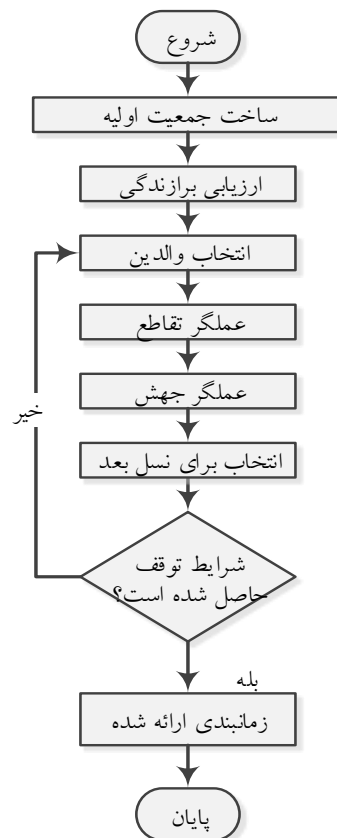 شروع
ساخت جمعیت اولیه
ارزیابی برازندگی
انتخاب والدین
عملگر تقاطع
عملگر جهش
خیر
انتخاب برای نسل بعد
شرایط توقف
حاصل شده است؟
بله
زمانبندی ارائه شده
پایان